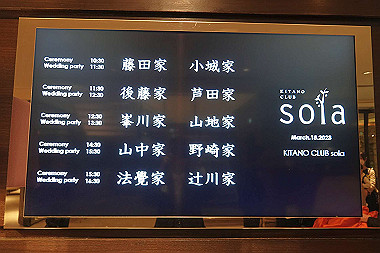 Ceremony 10:30 藤田家 小城家
Wedding party 11:30
Ceremony 11:30 後藤家 芦田家
Wedding party 12:30
Ceremony 12:30 峯川家 山地家
Wedding party 13:30
Ceremony 14:30 山中家 野崎家
Wedding party 15:30
Ceremony 15:30 法覺家 辻川家
Wedding party 16:30
KITANO
CLUB
sola
March.18.2023
KITANO CLUB sola